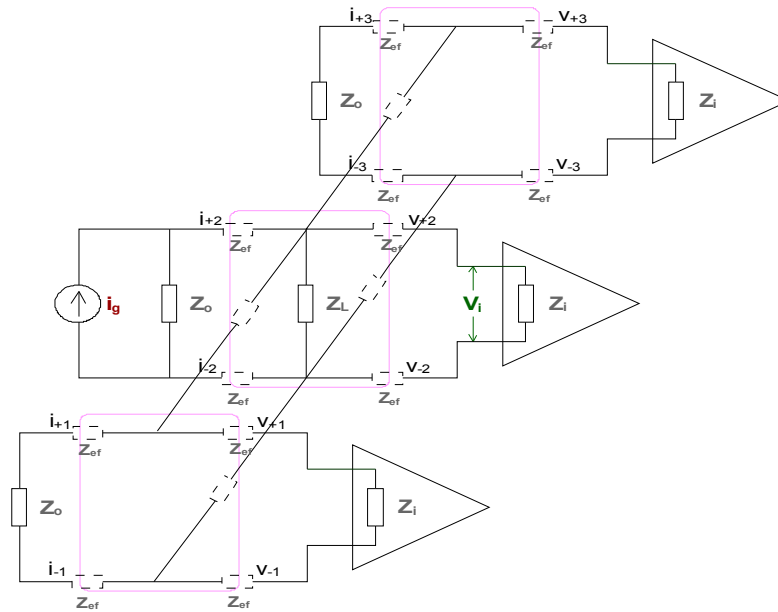 i+3 v+3
Zef Zef
Zo Zi
i-3 v-3
Zef Zef
i+2 v+2
Zef Zef
ig Zo ZL Vi Zi
i-2 v-2
Zef Zef
i+1 v+1
Zef Zef
Zo Zi
i-1 v-1
Zef Zef